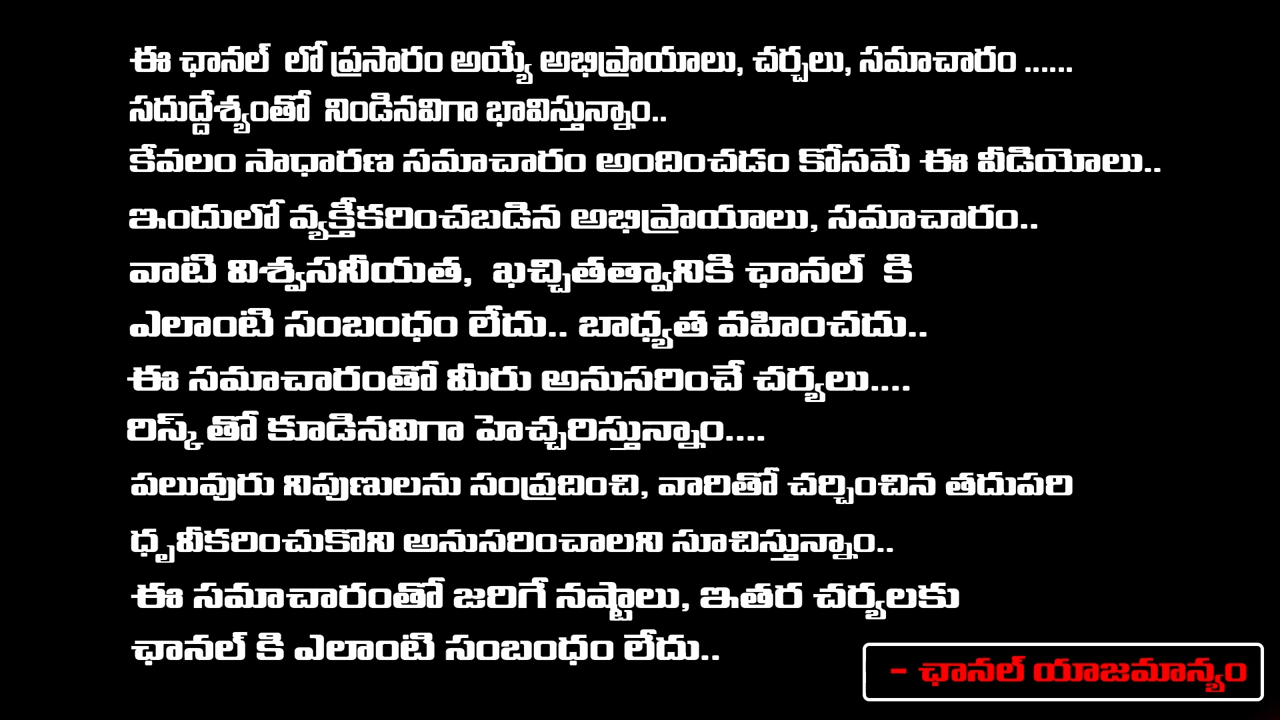 ఈ ఛానల్ లో ప్రసారం అయ్యే అభిప్రాయాలు, చర్చలు, సమాచారం ......
సదుద్దేశ్యంతో నిండినవిగా భావిస్తున్నాం..
కేవలం సాధారణ సమాచారం అందించడం కోసమే ఈ వీడియోలు..
ఇందులో వ్యక్తీకరించబడిన అభిప్రాయాలు, సమాచారం..
వాటి విశ్వసనీయత, ఖచ్చితత్వానికి ఛానల్ కి
ఎలాంటి సంబంధం లేదు.. బాధ్యత వహించదు..
ఈ సమాచారంతో మీరు అనుసరించే చర్యలు....
రిస్క్ తో కూడినవిగా హెచ్చరిస్తున్నాం....
పలువురు నిపుణులను సంప్రదించి, వారితో చర్చించిన తదుపరి
ధృవీకరించుకొని అనుసరించాలని సూచిస్తున్నాం..
ఈ సమాచారంతో జరిగే నష్టాలు, ఇతర చర్యలకు
ఛానల్ కి ఎలాంటి సంబంధం లేదు..
- ఛానల్ యాజమాన్యం